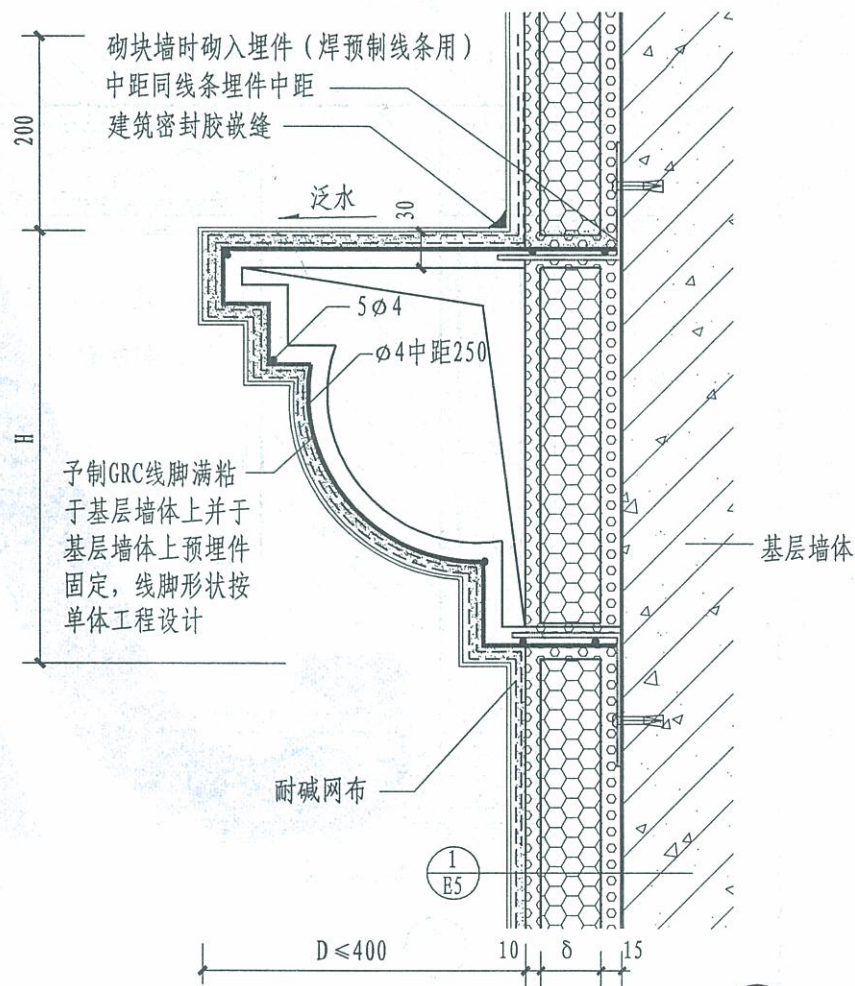 砌块墙时砌入埋件（焊预制线条用）
中距同线条埋件中距
建筑密封胶嵌缝
200
泛水
30
5ø4
ø4中距250
H
予制GRC线脚满粘
于基层墙体上并于
基层墙体上预埋件
固定，线脚形状按
单体工程设计
基层墙体
耐碱网布
1
E5
D≤400
10
δ
15